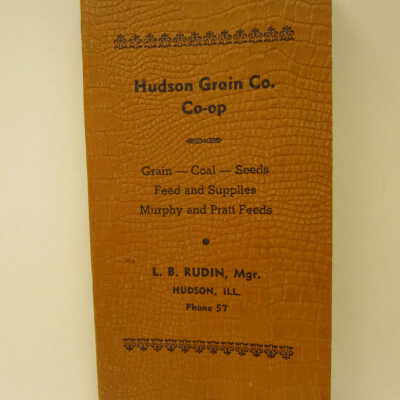 Hudson Grain Co.
Co-op
Grain — Coal — Seeds
Feed and Supplies
Murphy and Pratt Feeds
L. B. RUDIN, Mgr.
HUDSON, ILL.
Phone 57